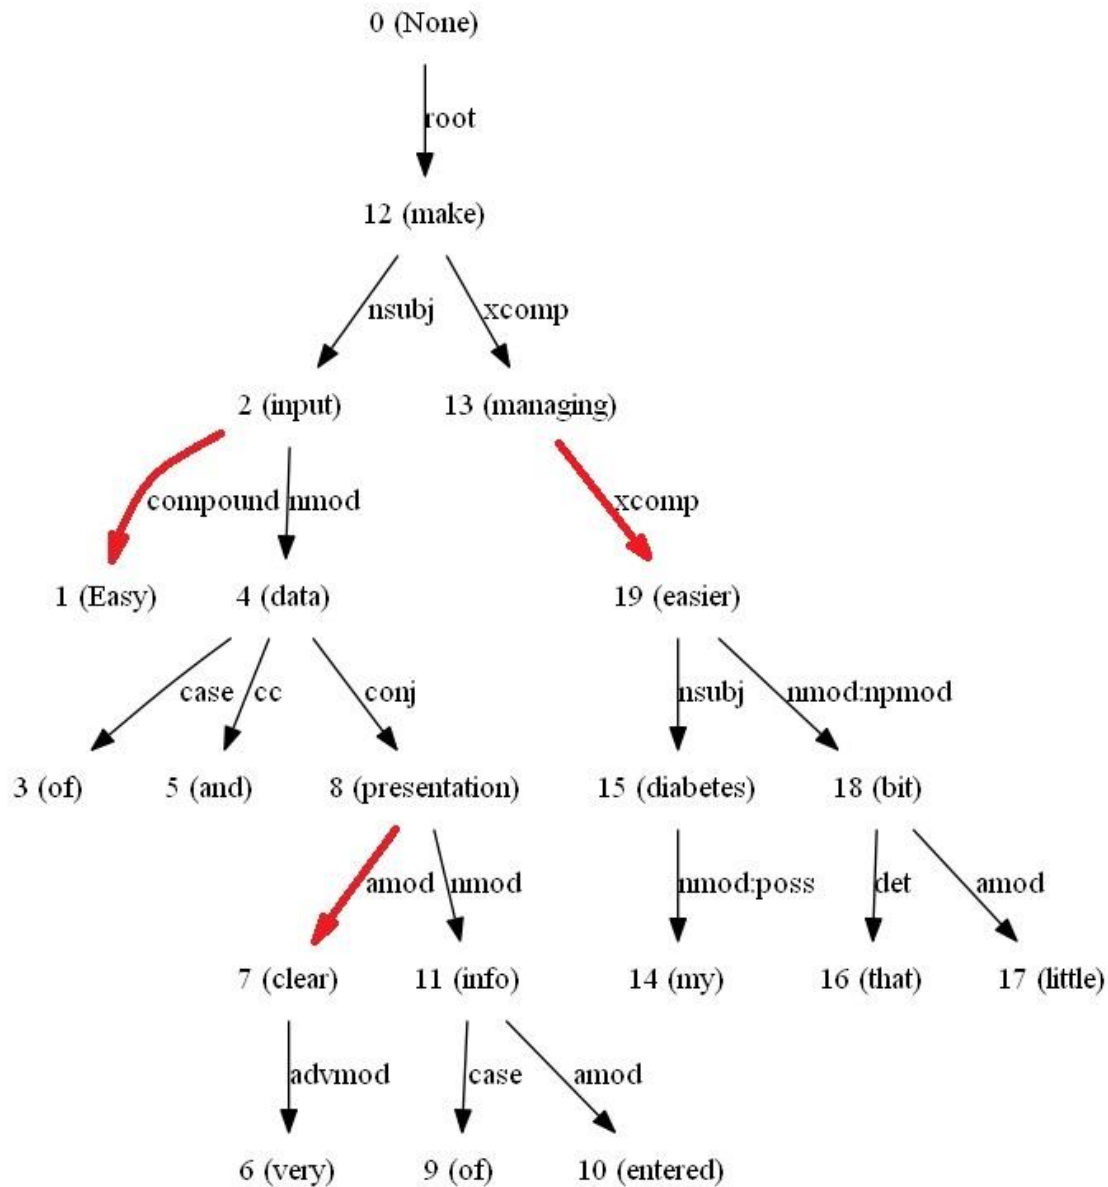 0 (None)
root
12 (make)
nsubj xcomp
2 (input) 13 (managing)
compound nmod xcomp
1 (Easy) 4 (data) 19 (easier)
case cc conj nsubj nmod:npmod
3 (of) 5 (and) 8 (presentation) 15 (diabetes) 18 (bit)
amod nmod nmod:poss det amod
7 (clear) 11 (info) 14 (my) 16 (that) 17 (little)
advmod case amod
6 (very) 9 (of) 10 (entered)